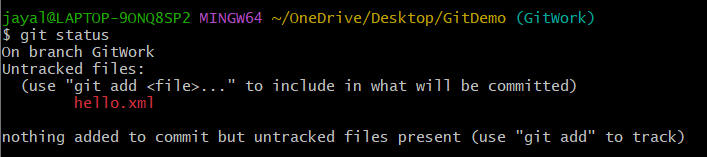 jayal@LAPTOP-9ONQ8SP2 MINGW64 ~/OneDrive/Desktop/GitDemo (GitWork)
$ git status
On branch GitWork
Untracked files:
  (use "git add <file>..." to include in what will be committed)
        hello.xml

nothing added to commit but untracked files present (use "git add" to track)